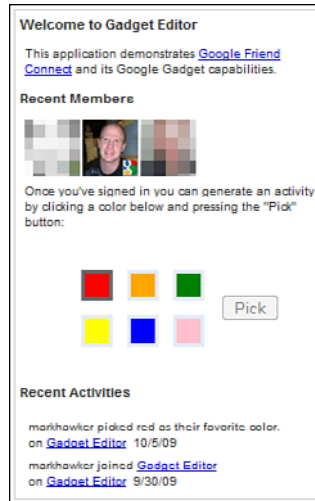 Welcome to Gadget Editor
This application demonstrates Google Friend
Connect and its Google Gadget capabilities.
Recent Members
Once you've signed in you can generate an activity
by clicking a color below and pressing the "Pick"
button:
Pick
Recent Activities
markhawker picked red as their favorite color.
on Gadget Editor 10/5/09
markhawker joined Gadget Editor
on Gadget Editor 9/30/09